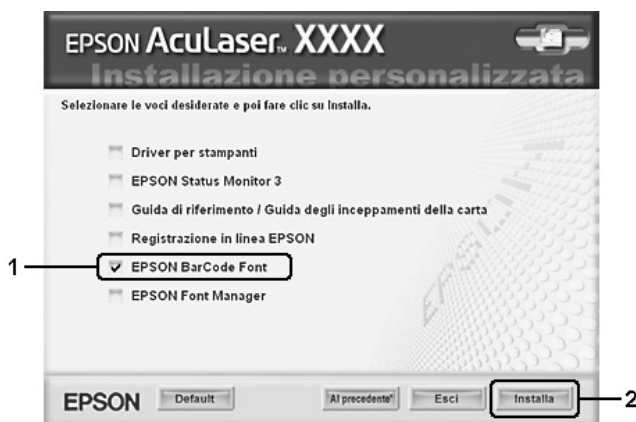 EPSON AcuLaser™ XXXX
Installazione personalizzata
Selezionare le voci desiderate e poi fare clic su Installa.
Driver per stampanti
EPSON Status Monitor 3
Guida di riferimento / Guida degli inceppamenti della carta
Registrazione in linea EPSON
1
EPSON BarCode Font
EPSON Font Manager
EPSON
EPSON
Default
Al precedente'
Esci
Installa
2